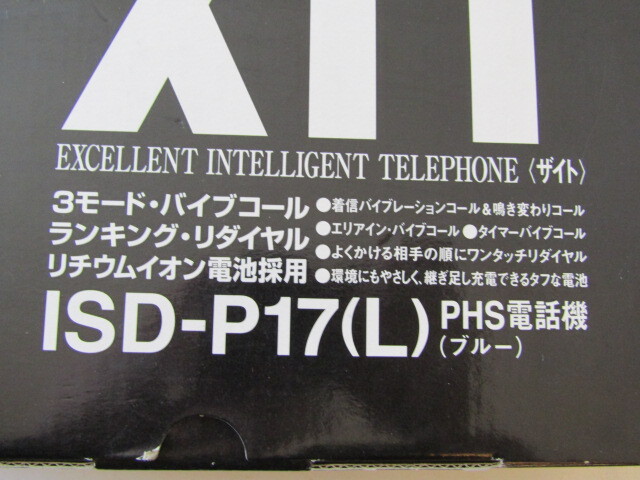 XIT
EXCELLENT INTELLIGENT TELEPHONE〈ザイト〉
3モード・バイブコール
●着信バイブレーションコール&鳴き変わりコール
●エリアイン・バイブコール●タイマーバイブコール
ランキング・リダイヤル
●よくかける相手の順にワンタッチリダイヤル
リチウムイオン電池採用
●環境にもやさしく、継ぎ足し充電できるタフな電池
ISD-P17(L)
PHS電話機
(ブルー)